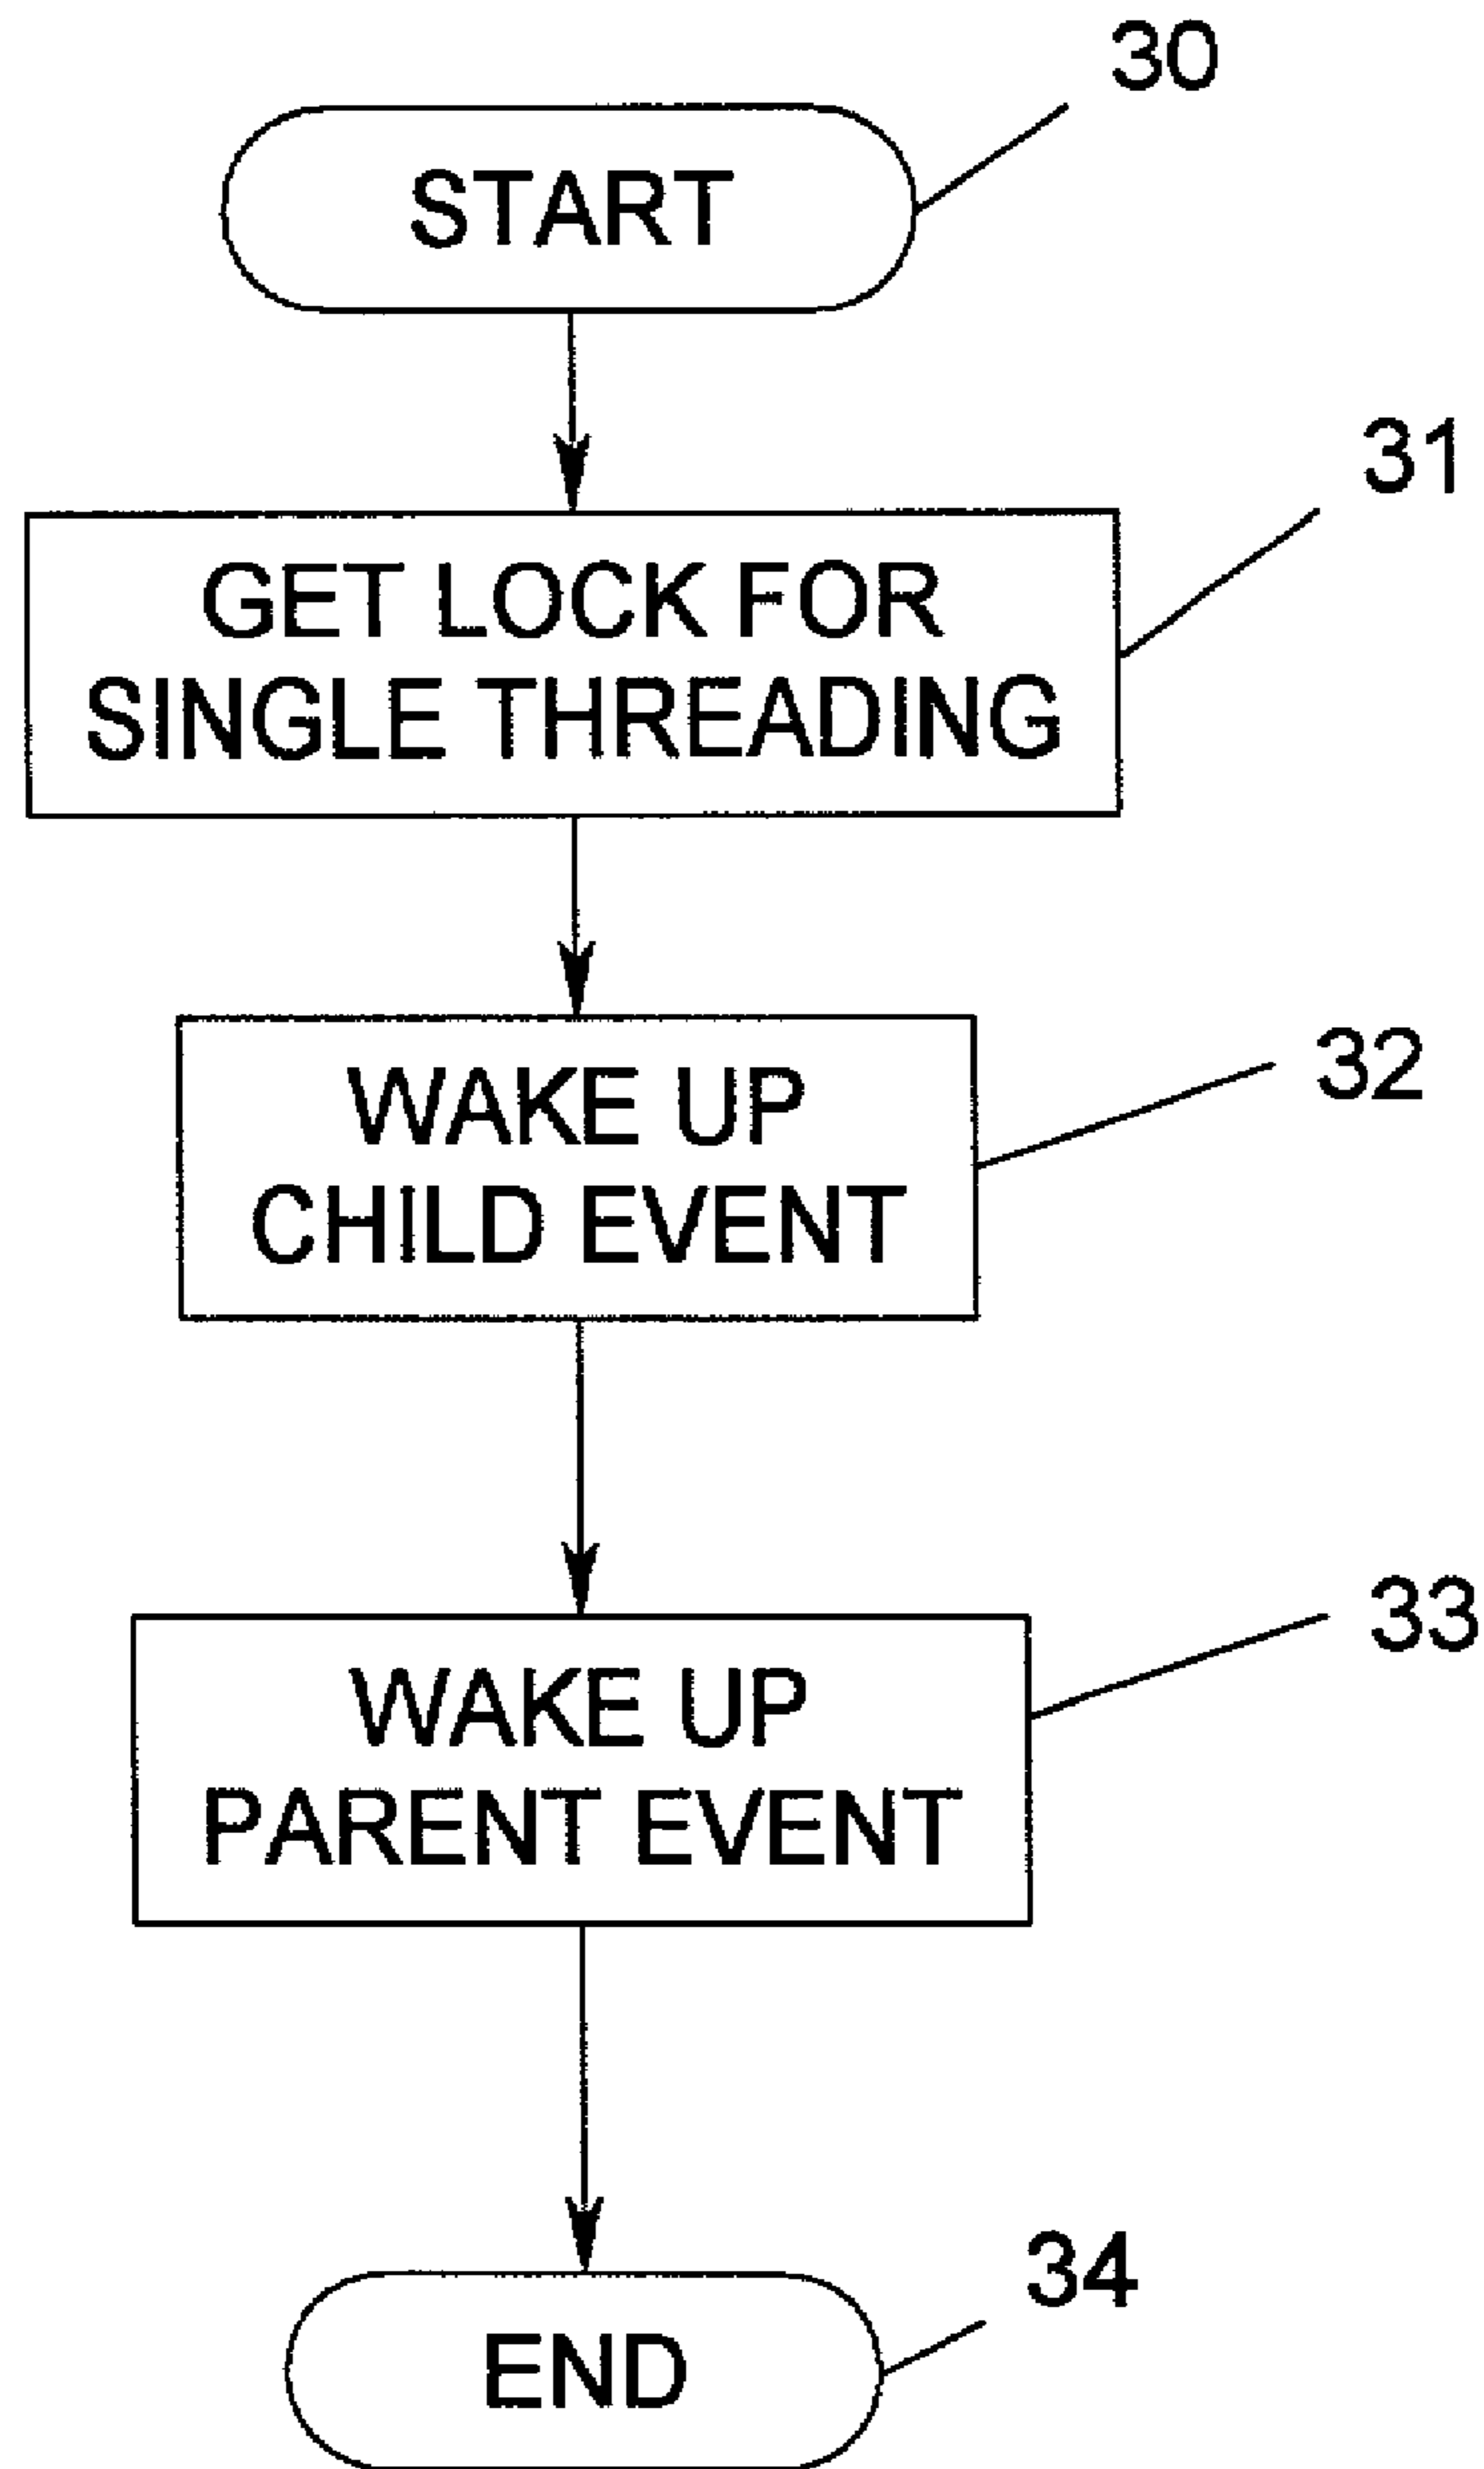 30
START
31
GET LOCK FOR
SINGLE THREADING
32
WAKE UP
CHILD EVENT
33
WAKE UP
PARENT EVENT
34
END